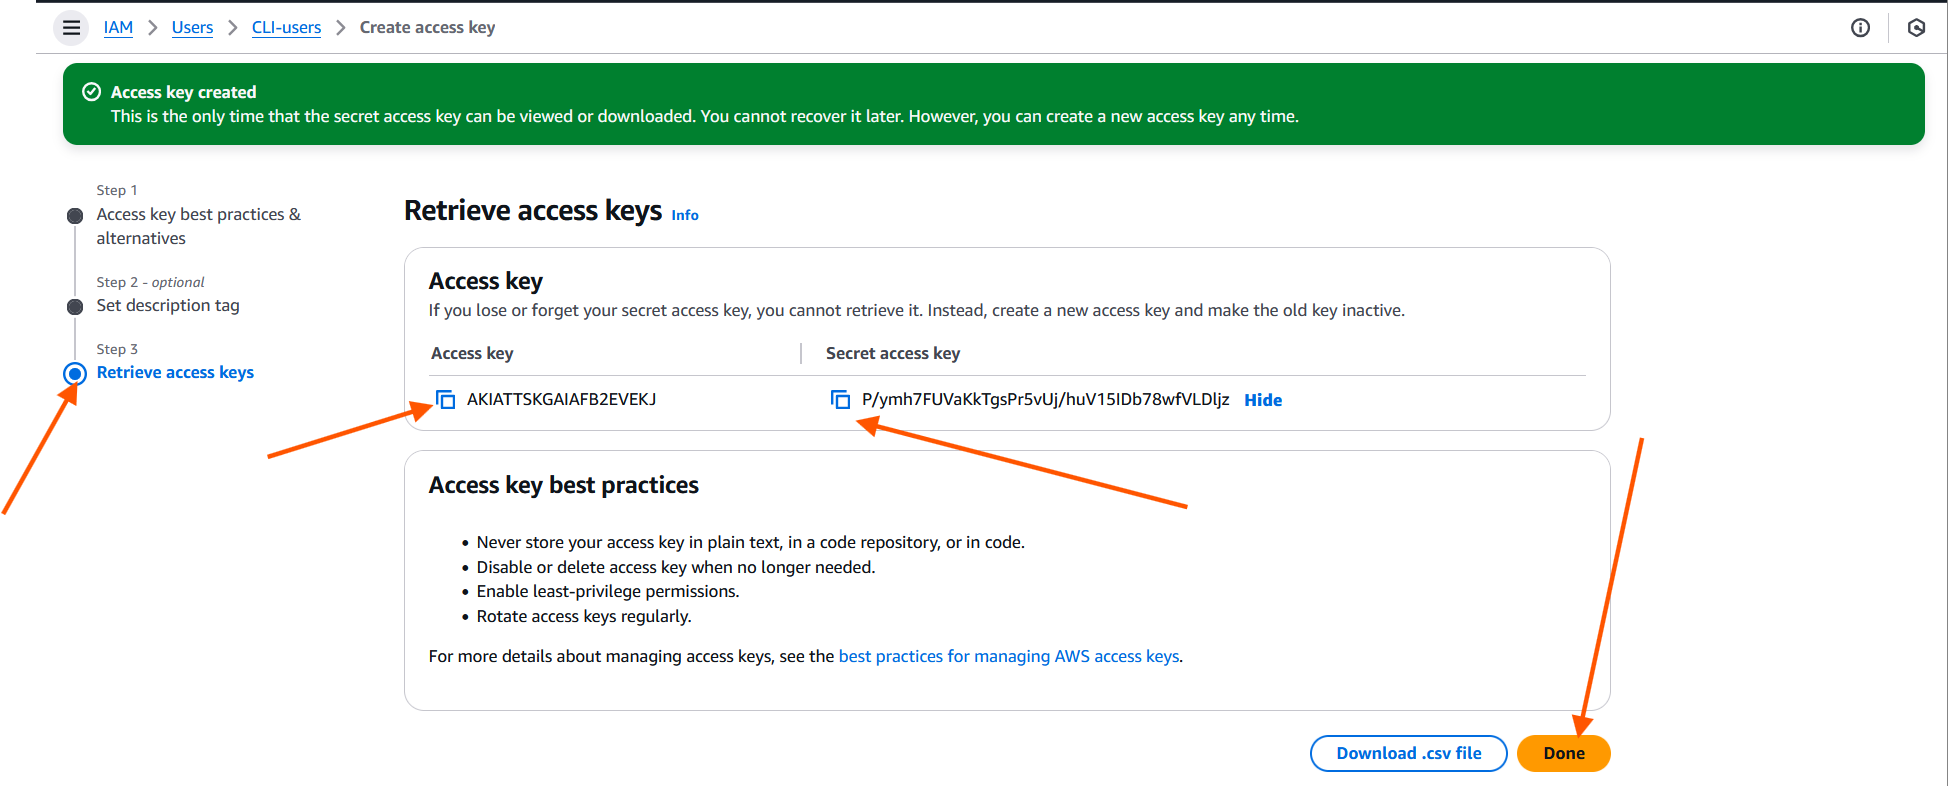 IAM > Users > CLI-users > Create access key
Access key created
This is the only time that the secret access key can be viewed or downloaded. You cannot recover it later. However, you can create a new access key any time.
Step 1
Access key best practices &
alternatives
Step 2 - optional
Set description tag
Step 3
Retrieve access keys
Retrieve access keys Info
Access key
If you lose or forget your secret access key, you cannot retrieve it. Instead, create a new access key and make the old key inactive.
Access key
Secret access key
AKIATTSKGAIAFB2EVEKJ
Hide
Access key best practices
• Never store your access key in plain text, in a code repository, or in code.
• Disable or delete access key when no longer needed.
• Enable least-privilege permissions.
• Rotate access keys regularly.
For more details about managing access keys, see the best practices for managing AWS access keys.
Download .csv file
Done